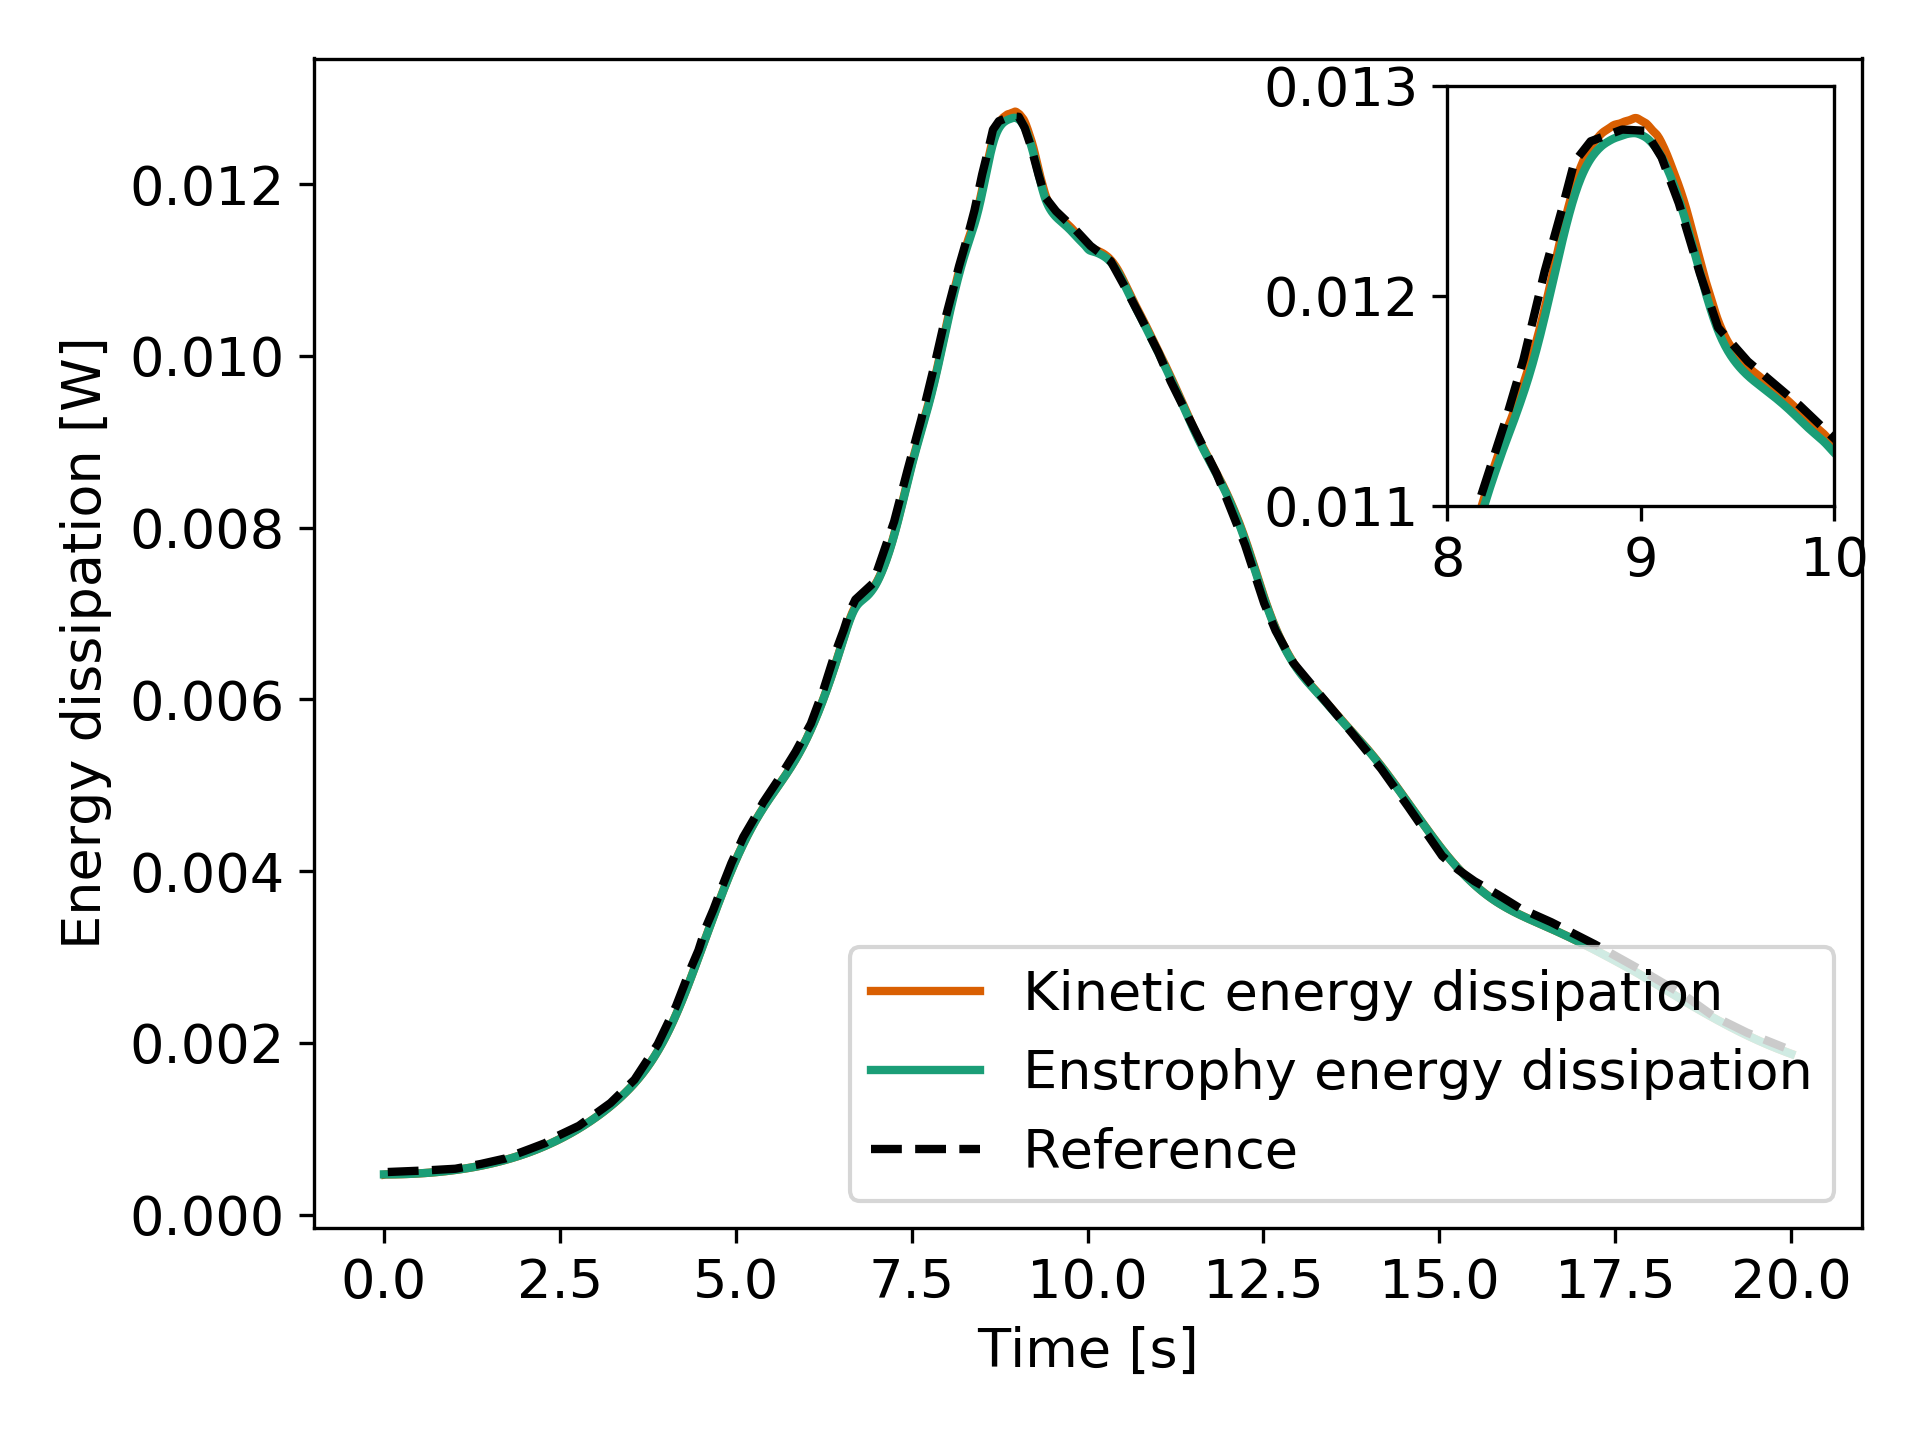 Energy dissipation [W]
0.012
0.010
0.008
0.006
0.004
0.002
0.000
0.013
0.012
0.011
8 9 10
Kinetic energy dissipation
Enstrophy energy dissipation
Reference
0.0 2.5 5.0 7.5 10.0 12.5 15.0 17.5 20.0
Time [s]